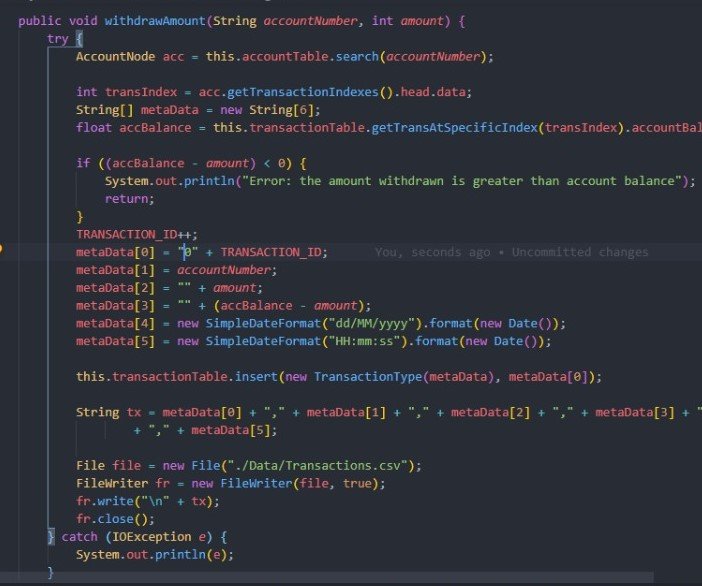 public void withdrawAmount(String accountNumber, int amount) {
try {
AccountNode acc = this.accountTable.search(accountNumber);
int transIndex = acc.getTransactionIndexes().head.data;
String[] metaData = new String[6];
float accBalance = this.transactionTable.getTransAtSpecificIndex(transIndex).accountBal
if ((accBalance - amount) < 0) {
System.out.println("Error: the amount withdrawn is greater than account balance");
return;
}
TRANSACTION_ID++;
metaData[0] = "0" + TRANSACTION_ID; You, seconds ago • Uncommitted changes
metaData[1] = accountNumber;
metaData[2] = "" + amount;
metaData[3] = "" + (accBalance - amount);
metaData[4] = new SimpleDateFormat("dd/MM/yyyy").format(new Date());
metaData[5] = new SimpleDateFormat("HH:mm:ss").format(new Date());
this.transactionTable.insert(new TransactionType(metaData), metaData[0]);
String tx = metaData[0] + "," + metaData[1] + "," + metaData[2] + "," + metaData[3] + "
+ "," + metaData[5];
File file = new File("./Data/Transactions.csv");
FileWriter fr = new FileWriter(file, true);
fr.write("\n" + tx);
fr.close();
} catch (IOException e) {
System.out.println(e);
}